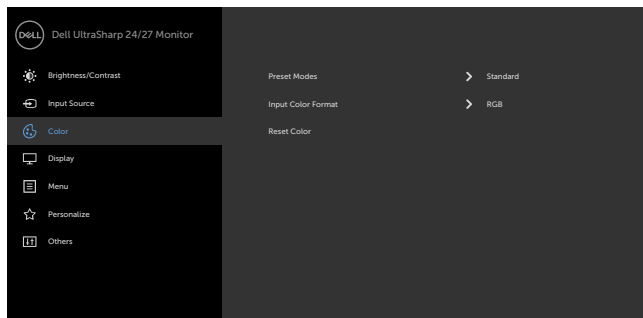 DELL
Dell UltraSharp 24/27 Monitor
Brightness/Contrast
Input Source
Color
Display
Menu
Personalize
Others
Preset Modes
Standard
Input Color Format
RGB
Reset Color